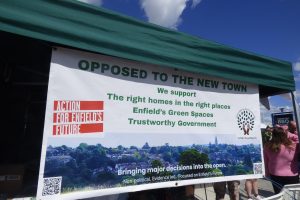 OPPOSED TO THE NEW TOWN
We support
The right homes in the right places
Enfield's Green Spaces
Trustworthy Government
ACTION
FOR ENFIELD'S
FUTURE
Bringing major decisions into the open.